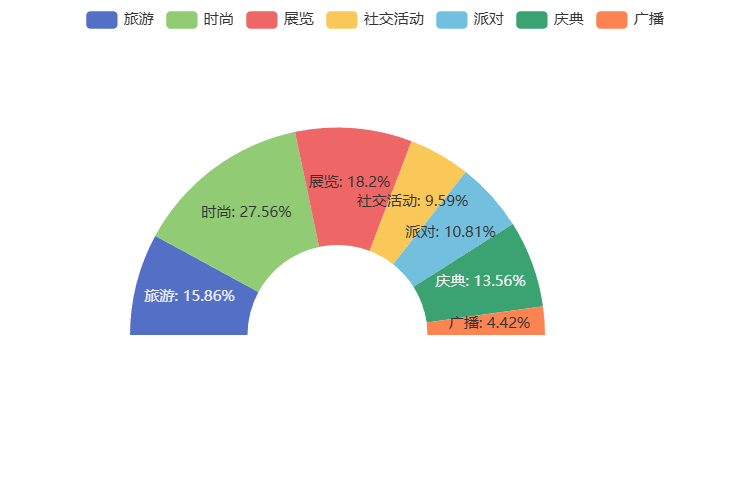 旅游 时尚 展览 社交活动 派对 庆典 广播
展览: 18.2%
社交活动: 9.59%
时尚: 27.56%
派对: 10.81%
庆典: 13.56%
旅游: 15.86%
广播: 4.42%